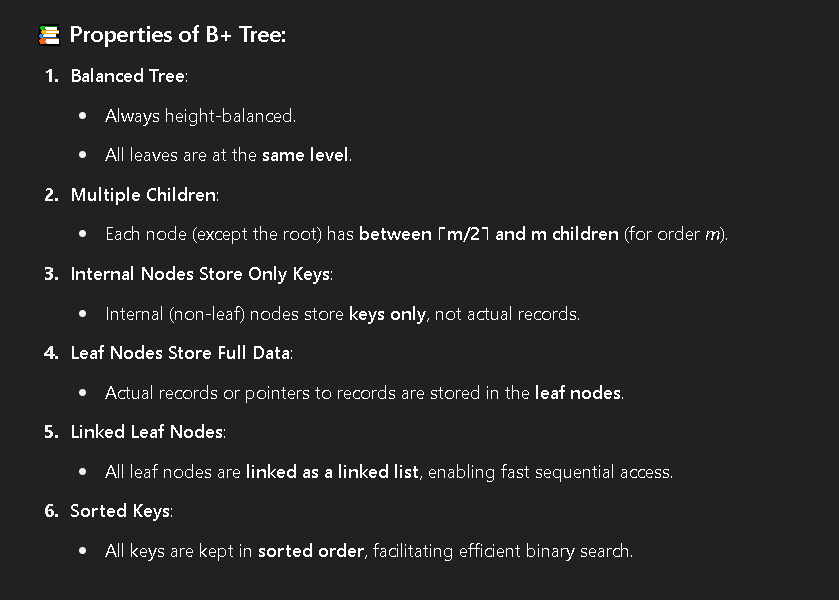 📚 Properties of B+ Tree:
1. Balanced Tree:
• Always height-balanced.
• All leaves are at the same level.
2. Multiple Children:
• Each node (except the root) has between ⌈m/2⌉ and m children (for order m).
3. Internal Nodes Store Only Keys:
• Internal (non-leaf) nodes store keys only, not actual records.
4. Leaf Nodes Store Full Data:
• Actual records or pointers to records are stored in the leaf nodes.
5. Linked Leaf Nodes:
• All leaf nodes are linked as a linked list, enabling fast sequential access.
6. Sorted Keys:
• All keys are kept in sorted order, facilitating efficient binary search.